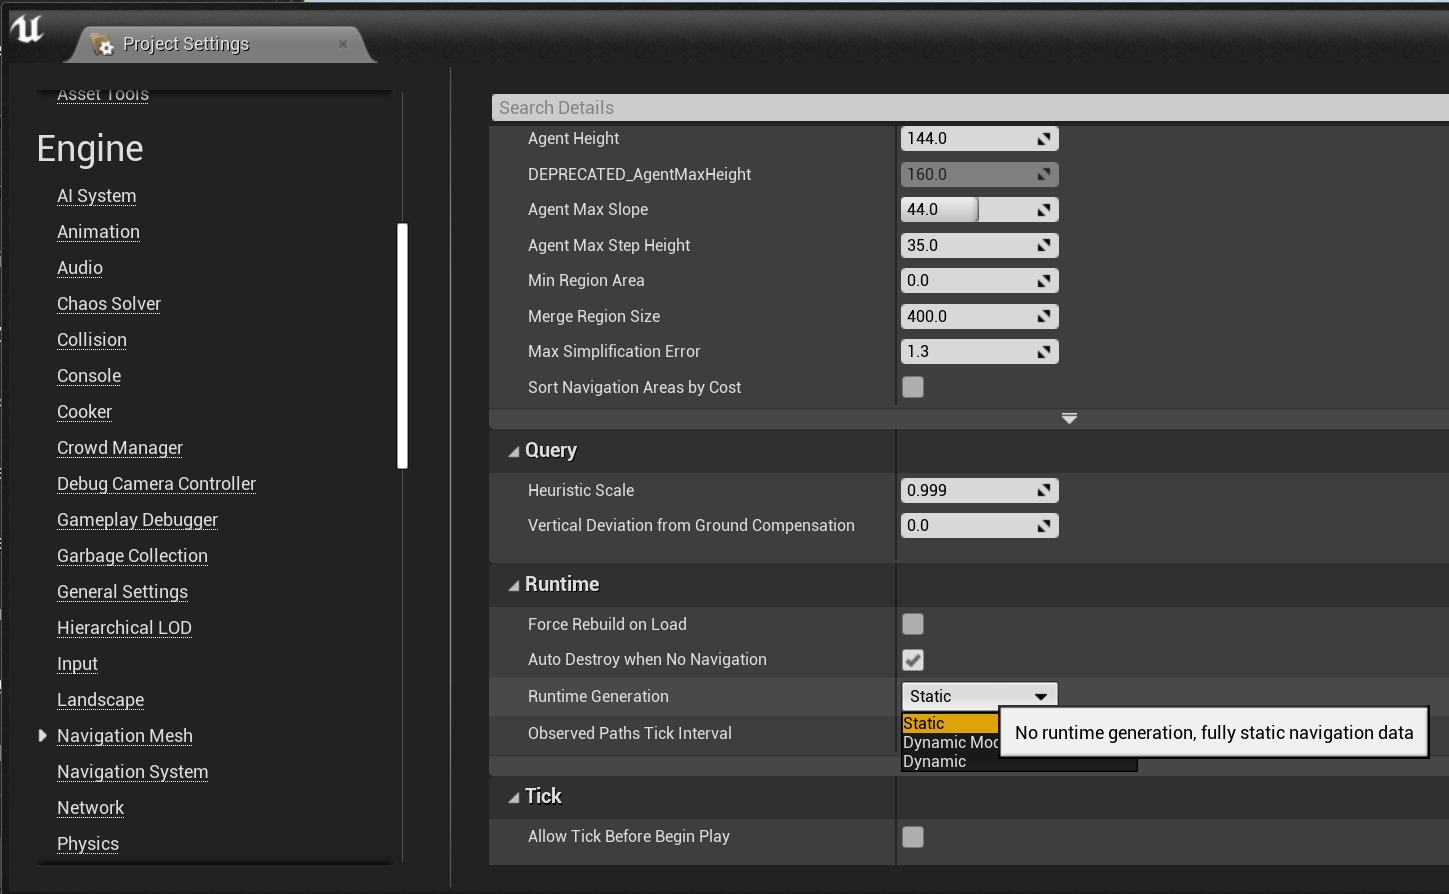 Project Settings
Asset Tools
Engine
AI System
Animation
Audio
Chaos Solver
Collision
Console
Cooker
Crowd Manager
Debug Camera Controller
Gameplay Debugger
Garbage Collection
General Settings
Hierarchical LOD
Input
Landscape
Navigation Mesh
Navigation System
Network
Physics
Search Details
Agent Height 144.0
DEPRECATED_AgentMaxHeight 160.0
Agent Max Slope 44.0
Agent Max Step Height 35.0
Min Region Area 0.0
Merge Region Size 400.0
Max Simplification Error 1.3
Sort Navigation Areas by Cost
Query
Heuristic Scale 0.999
Vertical Deviation from Ground Compensation 0.0
Runtime
Force Rebuild on Load
Auto Destroy when No Navigation
Runtime Generation Static
Static
No runtime generation, fully static navigation data
Observed Paths Tick Interval
Dynamic Mod
Dynamic
Tick
Allow Tick Before Begin Play